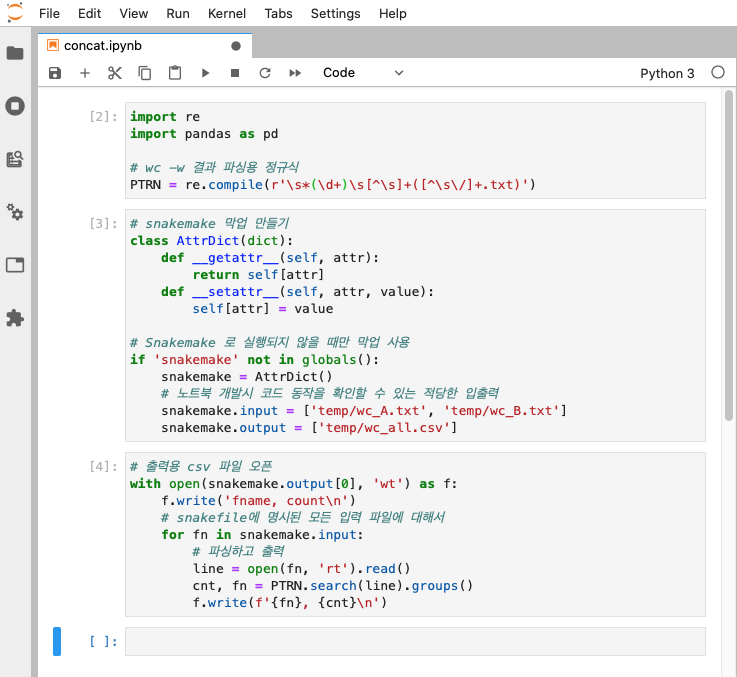 File Edit View Run Kernel Tabs Settings Help
concat.ipynb
Code
Python 3
[2]:
import re
import pandas as pd
# wc -w 결과 파싱용 정규식
PTRN = re.compile(r'\s*(\d+)\s[^\s]+([^\s\/]+.txt)')
[3]:
# snakemake 막업 만들기
class AttrDict(dict):
    def __getattr__(self, attr):
        return self[attr]
    def __setattr__(self, attr, value):
        self[attr] = value
# Snakemake 로 실행되지 않을 때만 막업 사용
if 'snakemake' not in globals():
    snakemake = AttrDict()
    # 노트북 개발시 코드 동작을 확인할 수 있는 적당한 입출력
    snakemake.input = ['temp/wc_A.txt', 'temp/wc_B.txt']
    snakemake.output = ['temp/wc_all.csv']
[4]:
# 출력용 csv 파일 오픈
with open(snakemake.output[0], 'wt') as f:
    f.write('fname, count\n')
    # snakefile에 명시된 모든 입력 파일에 대해서
    for fn in snakemake.input:
        # 파싱하고 출력
        line = open(fn, 'rt').read()
        cnt, fn = PTRN.search(line).groups()
        f.write(f'{fn}, {cnt}\n')
[ ]: